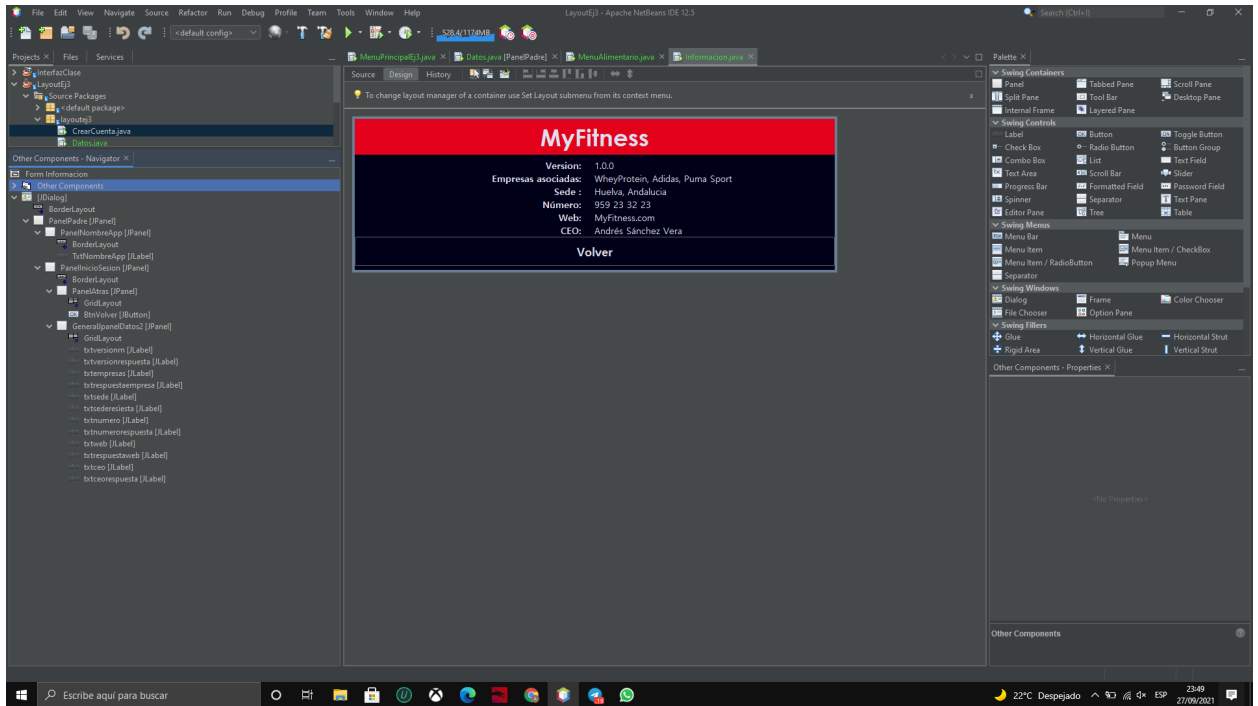 File Edit View Navigate Source Refactor Run Debug Profile Team Tools Window Help
LayoutEj3 - Apache NetBeans IDE 12.5
Search (Ctrl+I)
<default config>
528,4/1174MB
Projects
Files
Services
InterfazClase
LayoutEj3
Source Packages
<default package>
layoutej3
CrearCuenta.java
Datos.java
Other Components - Navigator
Form Informacion
Other Components
[JDialog]
BorderLayout
PanelPadre [JPanel]
PanelNombreApp [JPanel]
BorderLayout
TxtNombreApp [JLabel]
PanelInicioSesion [JPanel]
BorderLayout
PanelAtras [JPanel]
GridLayout
BtnVolver [JButton]
GeneralJpanelDatos2 [JPanel]
GridLayout
txtversionm [JLabel]
txtversionrespuesta [JLabel]
txtempresas [JLabel]
txtrespuestaempresa [JLabel]
txtsede [JLabel]
txtsederesiesta [JLabel]
txtnumero [JLabel]
txtnumerorespuesta [JLabel]
txtweb [JLabel]
txtrespuestaweb [JLabel]
txtceo [JLabel]
txtceorespuesta [JLabel]
MenuPrincipalEj3.java
Datos.java [PanelPadre]
MenuAlimentario.java
Informacion.java
Source Design History
To change layout manager of a container use Set Layout submenu from its context menu.
MyFitness
Version: 1.0.0
Empresas asociadas: WheyProtein, Adidas, Puma Sport
Sede : Huelva, Andalucia
Número: 959 23 32 23
Web: MyFitness.com
CEO: Andrés Sánchez Vera
Volver
Palette
Swing Containers
Panel Tabbed Pane Scroll Pane
Split Pane Tool Bar Desktop Pane
Internal Frame Layered Pane
Swing Controls
Label Button Toggle Button
Check Box Radio Button Button Group
Combo Box List Text Field
Text Area Scroll Bar Slider
Progress Bar Formatted Field Password Field
Spinner Separator Text Pane
Editor Pane Tree Table
Swing Menus
Menu Bar Menu
Menu Item Menu Item / CheckBox
Menu Item / RadioButton Popup Menu
Separator
Swing Windows
Dialog Frame Color Chooser
File Chooser Option Pane
Swing Fillers
Glue Horizontal Glue Horizontal Strut
Rigid Area Vertical Glue Vertical Strut
Other Components - Properties
<No Properties>
Other Components
Escribe aquí para buscar
22°C Despejado
ESP
23:49
27/09/2021